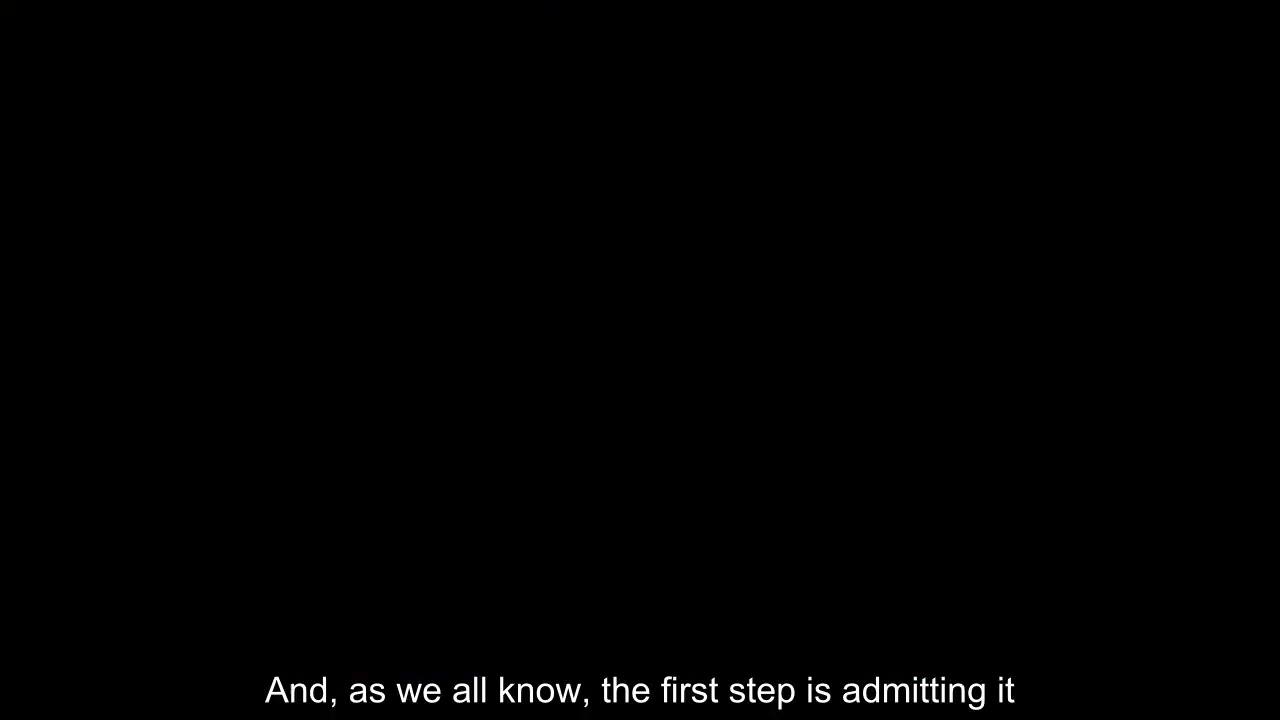 And, as we all know, the first step is admitting it